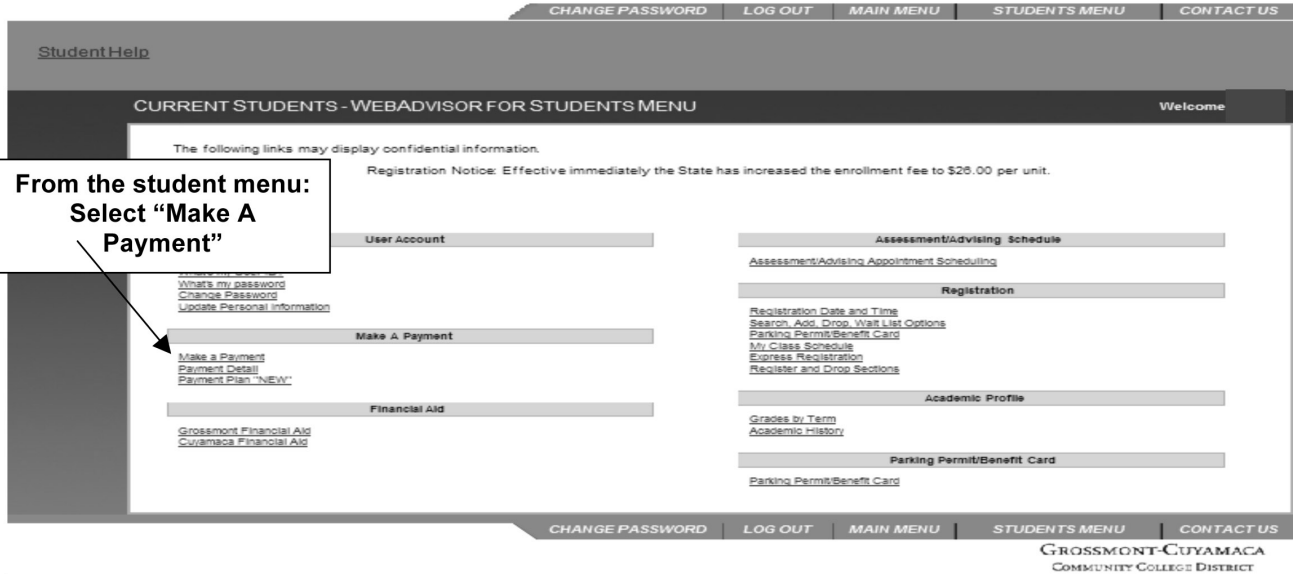 CHANGE PASSWORD LOG OUT MAIN MENU STUDENTS MENU CONTACT US
Student Help
CURRENT STUDENTS - WEBADVISOR FOR STUDENTS MENU
Welcome
The following links may display confidential information.
Registration Notice: Effective immediately the State has increased the enrollment fee to $26.00 per unit.
From the student menu:
Select “Make A
Payment”
User Account
What's my password
Change Password
Update Personal Information
Make A Payment
Make a Payment
Payment Detail
Payment Plan "NEW"
Financial Aid
Grossmont Financial Aid
Cuyamaca Financial Aid
Assessment/Advising Schedule
Assessment/Advising Appointment Scheduling
Registration
Registration Date and Time
Search, Add, Drop, Wait List Options
Parking Permit/Benefit Card
My Class Schedule
Express Registration
Register and Drop Sections
Academic Profile
Grades by Term
Academic History
Parking Permit/Benefit Card
Parking Permit/Benefit Card
CHANGE PASSWORD LOG OUT MAIN MENU STUDENTS MENU CONTACT US
GROSSMONT-CUYAMACA
COMMUNITY COLLEGE DISTRICT